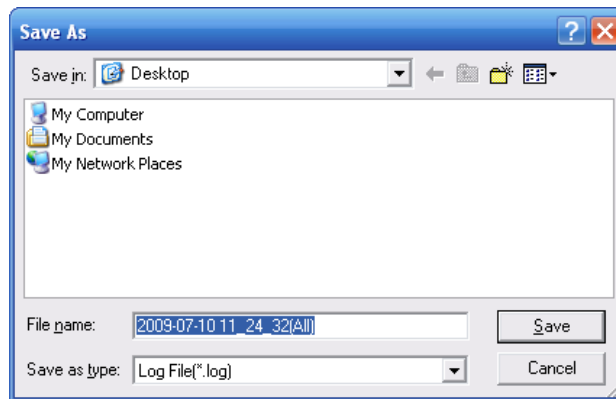 Save As
Save in: Desktop
My Computer
My Documents
My Network Places
File name: 2009-07-10 11_24_32(All) Save
Save as type: Log File(*.log) Cancel